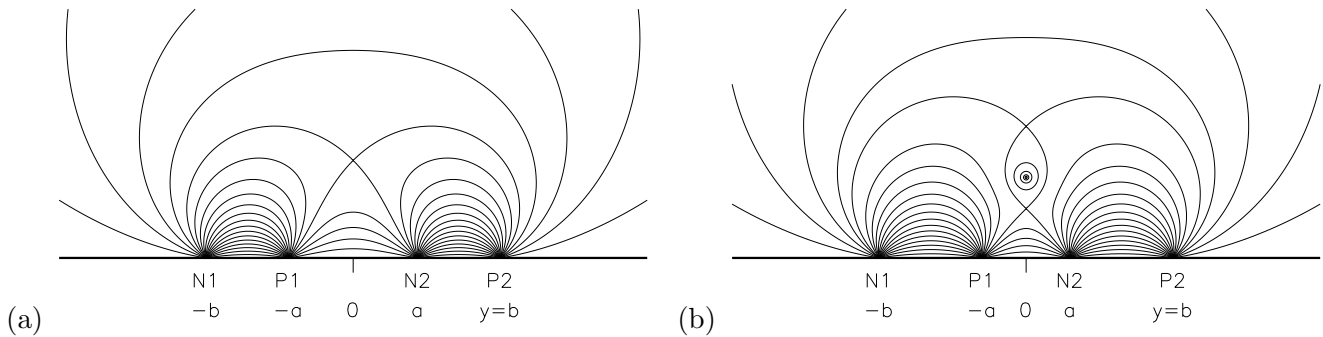 N1 P1 N2 P2
(a) −b −a 0 a y=b
N1 P1 N2 P2
(b) −b −a 0 a y=b